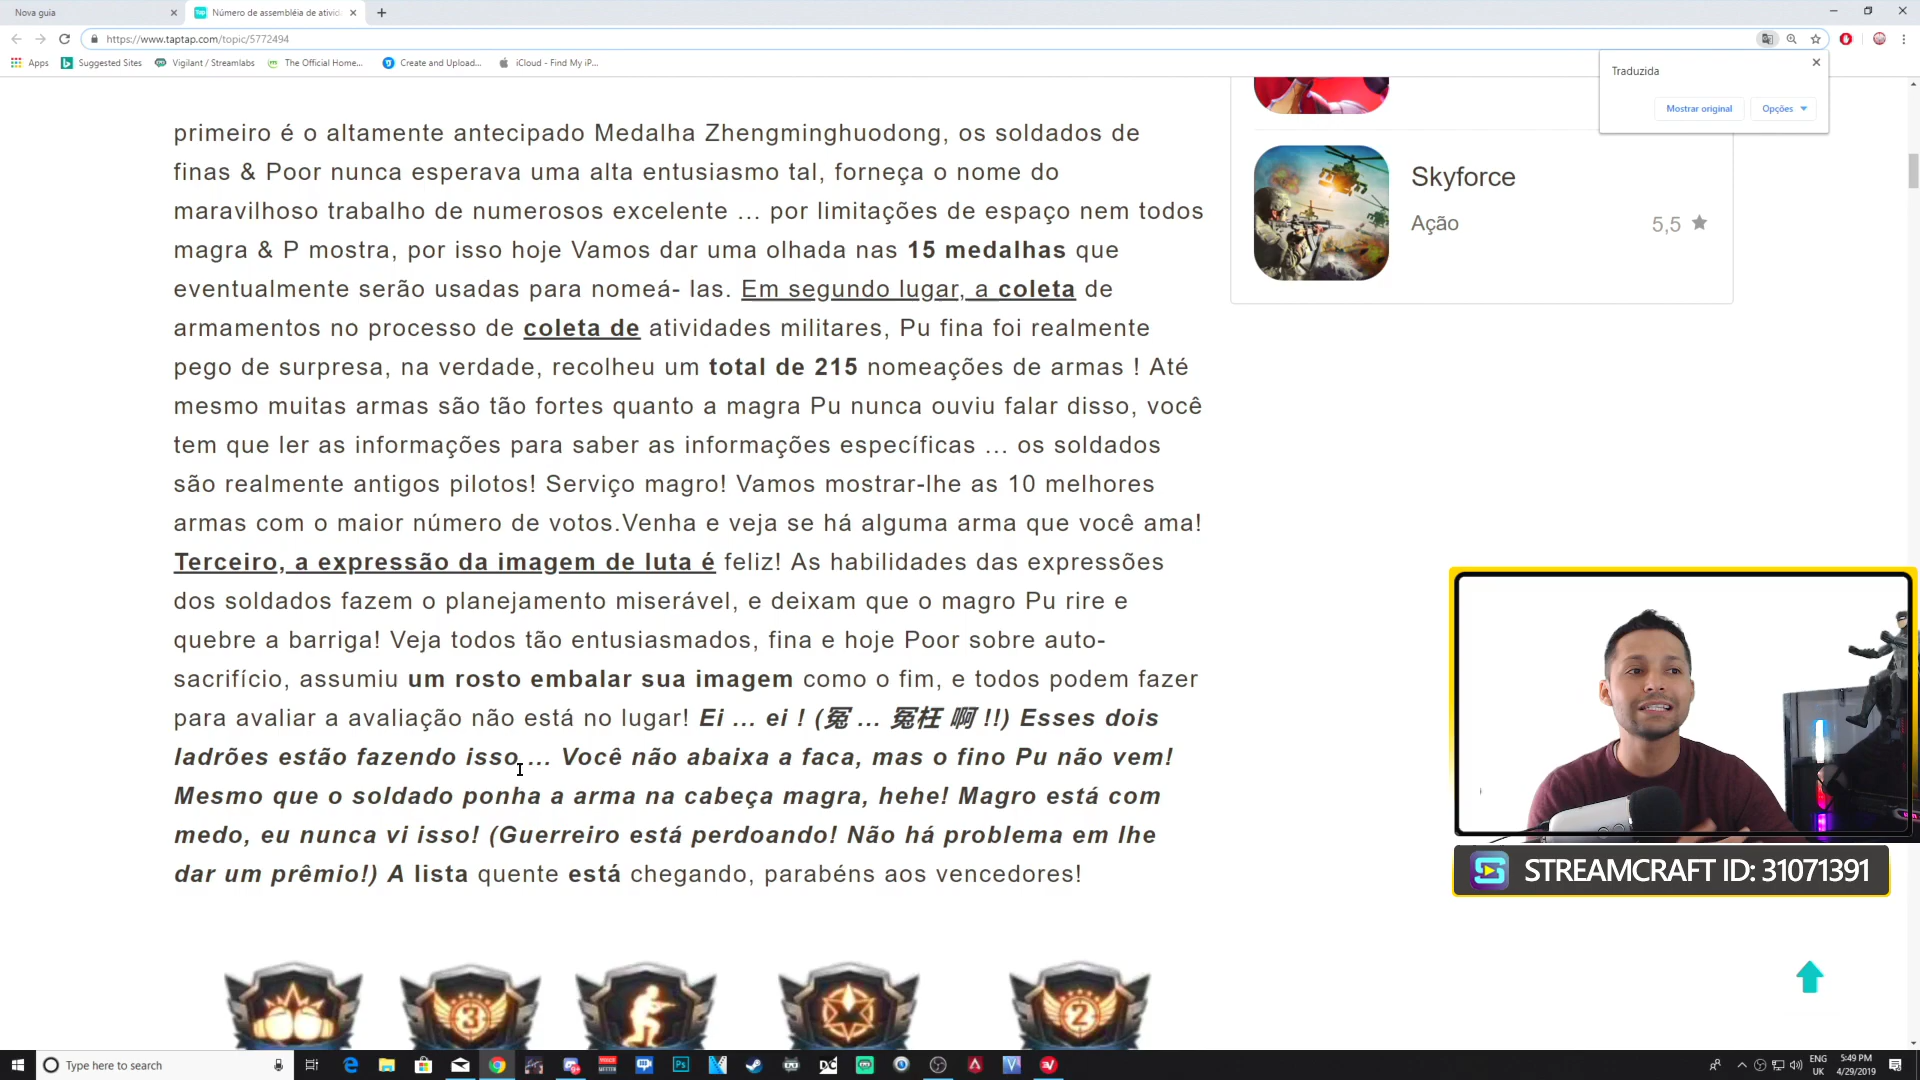 Nova guia
Número de assembléia de ativid
https://www.taptap.com/topic/5772494
Apps
Suggested Sites
Vigilant / Streamlabs
The Official Home...
Create and Upload...
iCloud - Find My iP...
Traduzida
Mostrar original
Opções
primeiro é o altamente antecipado Medalha Zhengminghuodong, os soldados de
finas & Poor nunca esperava uma alta entusiasmo tal, forneça o nome do
maravilhoso trabalho de numerosos excelente ... por limitações de espaço nem todos
magra & P mostra, por isso hoje Vamos dar uma olhada nas 15 medalhas que
eventualmente serão usadas para nomeá- las. Em segundo lugar, a coleta de
armamentos no processo de coleta de atividades militares, Pu fina foi realmente
pego de surpresa, na verdade, recolheu um total de 215 nomeações de armas ! Até
mesmo muitas armas são tão fortes quanto a magra Pu nunca ouviu falar disso, você
tem que ler as informações para saber as informações específicas ... os soldados
são realmente antigos pilotos! Serviço magro! Vamos mostrar-lhe as 10 melhores
armas com o maior número de votos.Venha e veja se há alguma arma que você ama!
Terceiro, a expressão da imagem de luta é feliz! As habilidades das expressões
dos soldados fazem o planejamento miserável, e deixam que o magro Pu rire e
quebre a barriga! Veja todos tão entusiasmados, fina e hoje Poor sobre auto-
sacrifício, assumiu um rosto embalar sua imagem como o fim, e todos podem fazer
para avaliar a avaliação não está no lugar! Ei ... ei ! (冤 ... 冤枉 啊 !!) Esses dois
ladrões estão fazendo isso ... Você não abaixa a faca, mas o fino Pu não vem!
Mesmo que o soldado ponha a arma na cabeça magra, hehe! Magro está com
medo, eu nunca vi isso! (Guerreiro está perdoando! Não há problema em lhe
dar um prêmio!) A lista quente está chegando, parabéns aos vencedores!
Skyforce
Ação
5,5
3
2
STREAMCRAFT ID: 31071391
Type here to search
ENG
UK
5:49 PM
4/29/2019